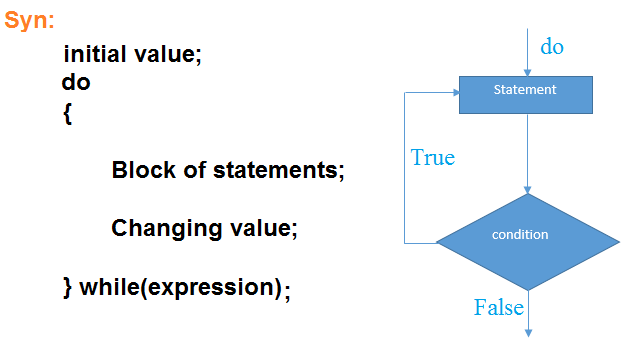 Syn:
initial value;
do
{
Block of statements;
Changing value;
} while(expression);
do
Statement
True
condition
False